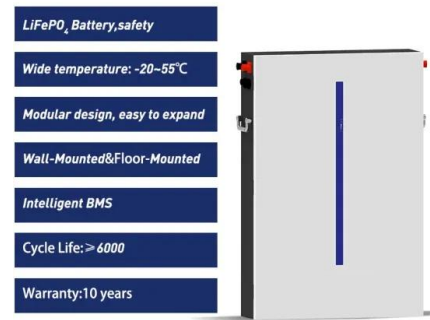 LiFePO₄ Battery,safety
Wide temperature: -20~55℃
Modular design, easy to expand
Wall-Mounted&Floor-Mounted
Intelligent BMS
Cycle Life:≥6000
Warranty:10 years